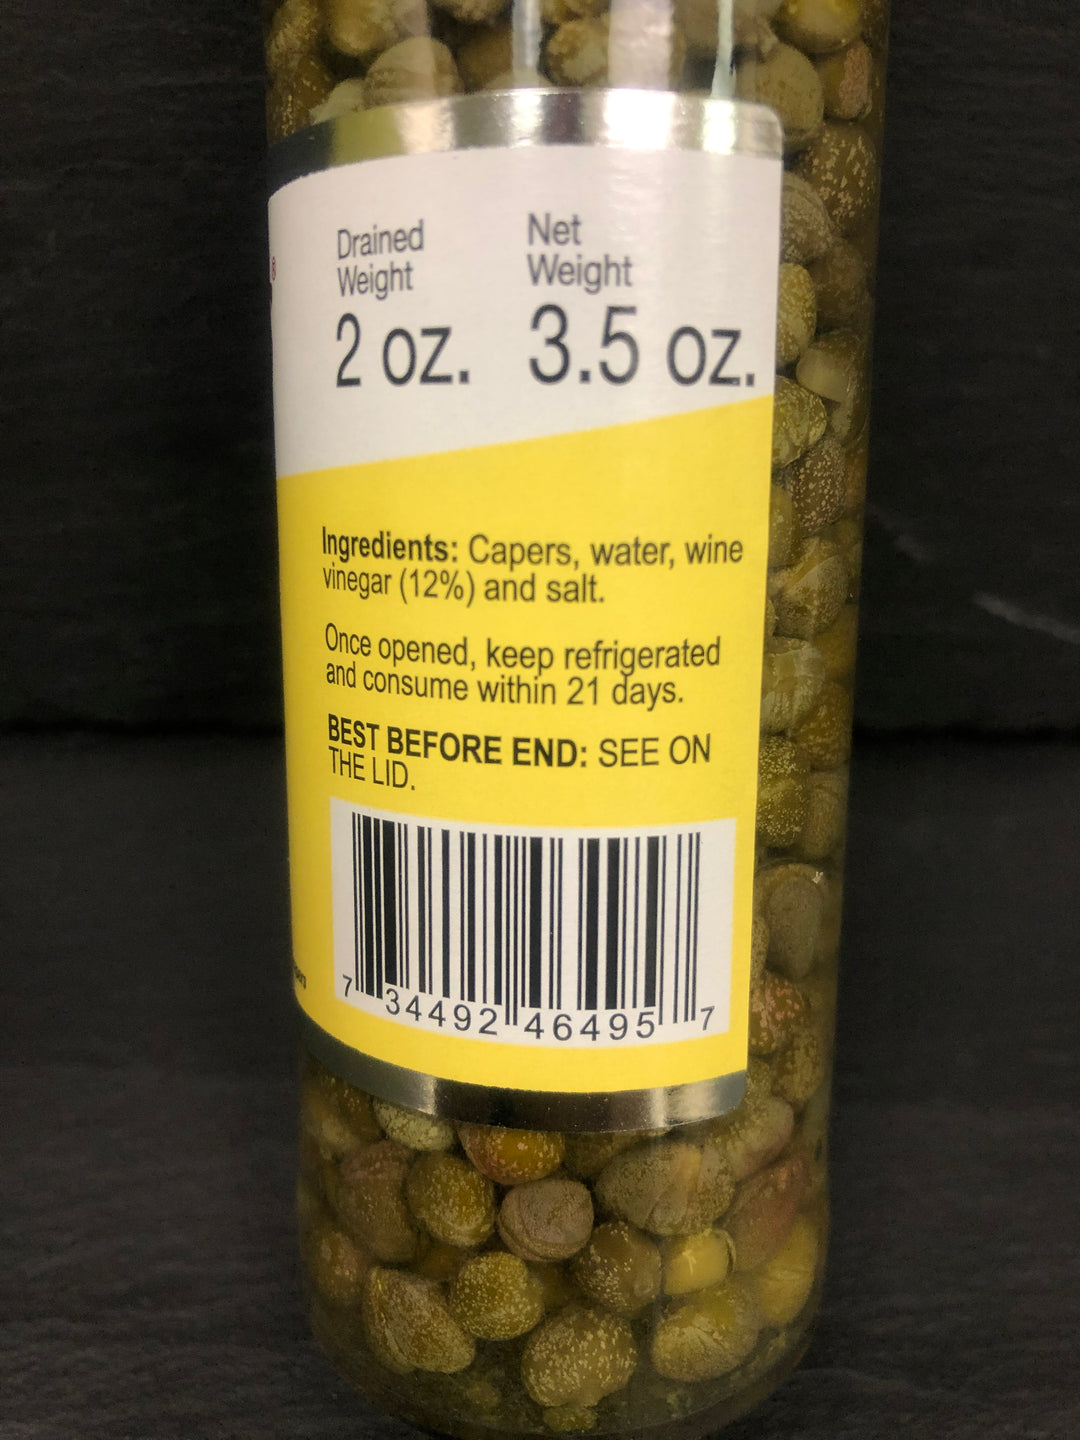 ®
Drained
Weight
2 oz.
Net
Weight
3.5 oz.
Ingredients: Capers, water, wine
vinegar (12%) and salt.
Once opened, keep refrigerated
and consume within 21 days.
BEST BEFORE END: SEE ON
THE LID.
7 34492 46495 7